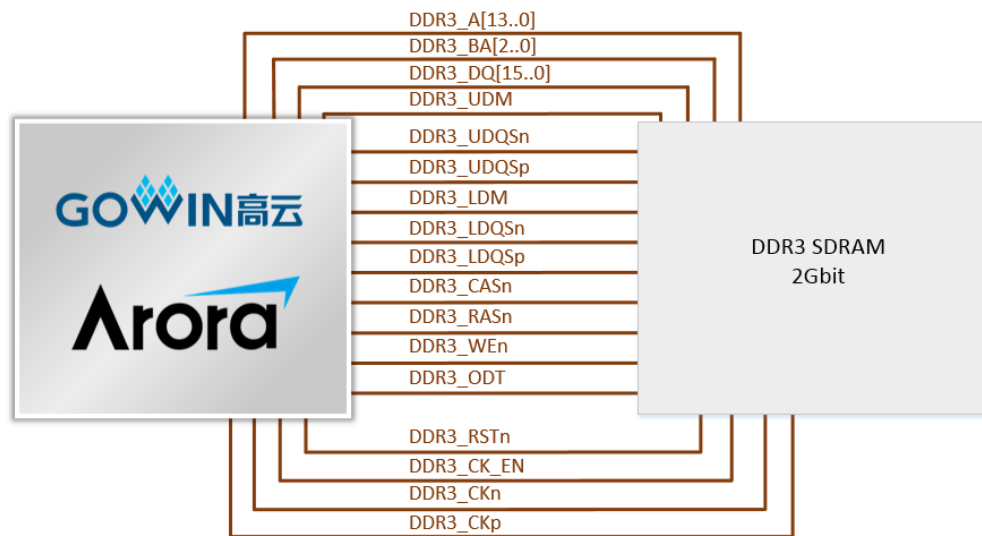 DDR3_A[13..0]
DDR3_BA[2..0]
DDR3_DQ[15..0]
DDR3_UDM
DDR3_UDQSn
DDR3_UDQSp
DDR3_LDM
DDR3_LDQSn
DDR3_LDQSp
DDR3_CASn
DDR3_RASn
DDR3_WEn
DDR3_ODT
DDR3_RSTn
DDR3_CK_EN
DDR3_CKn
DDR3_CKp
GOWIN高云
Arora
DDR3 SDRAM
2Gbit